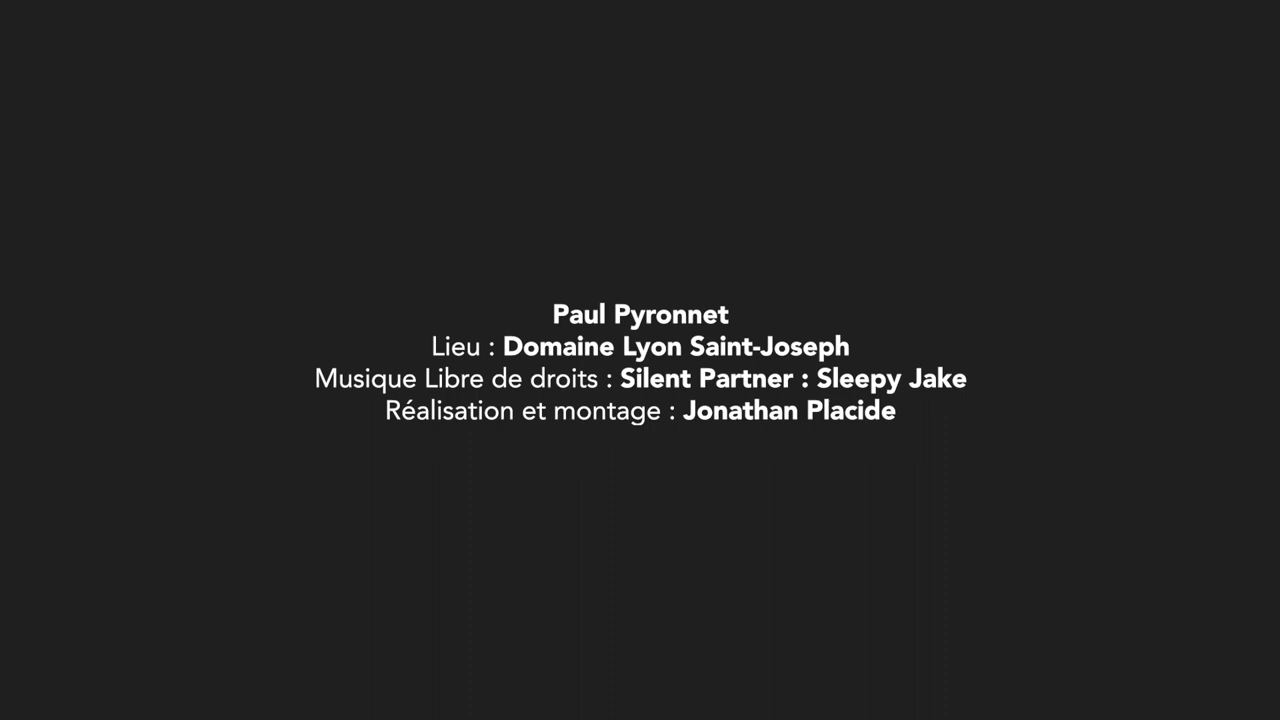 Paul Pyronnet
Lieu : Domaine Lyon Saint-Joseph
Musique Libre de droits : Silent Partner : Sleepy Jake
Réalisation et montage : Jonathan Placide